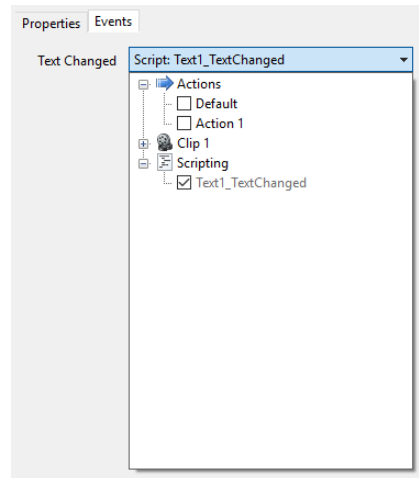 Properties Events
Text Changed Script: Text1_TextChanged
Actions
Default
Action 1
Clip 1
Scripting
Text1_TextChanged